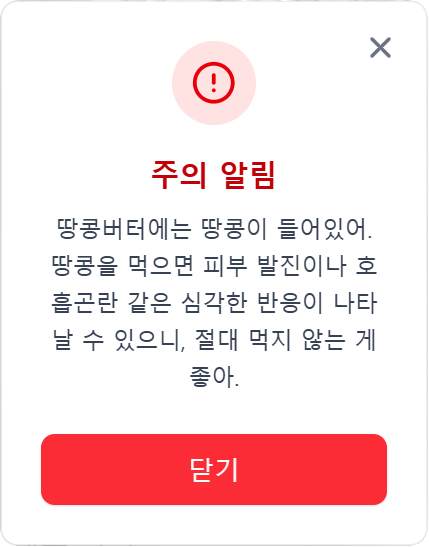 주의 알림
땅콩버터에는 땅콩이 들어있어.
땅콩을 먹으면 피부 발진이나 호
흡곤란 같은 심각한 반응이 나타
날 수 있으니, 절대 먹지 않는 게
좋아.
닫기